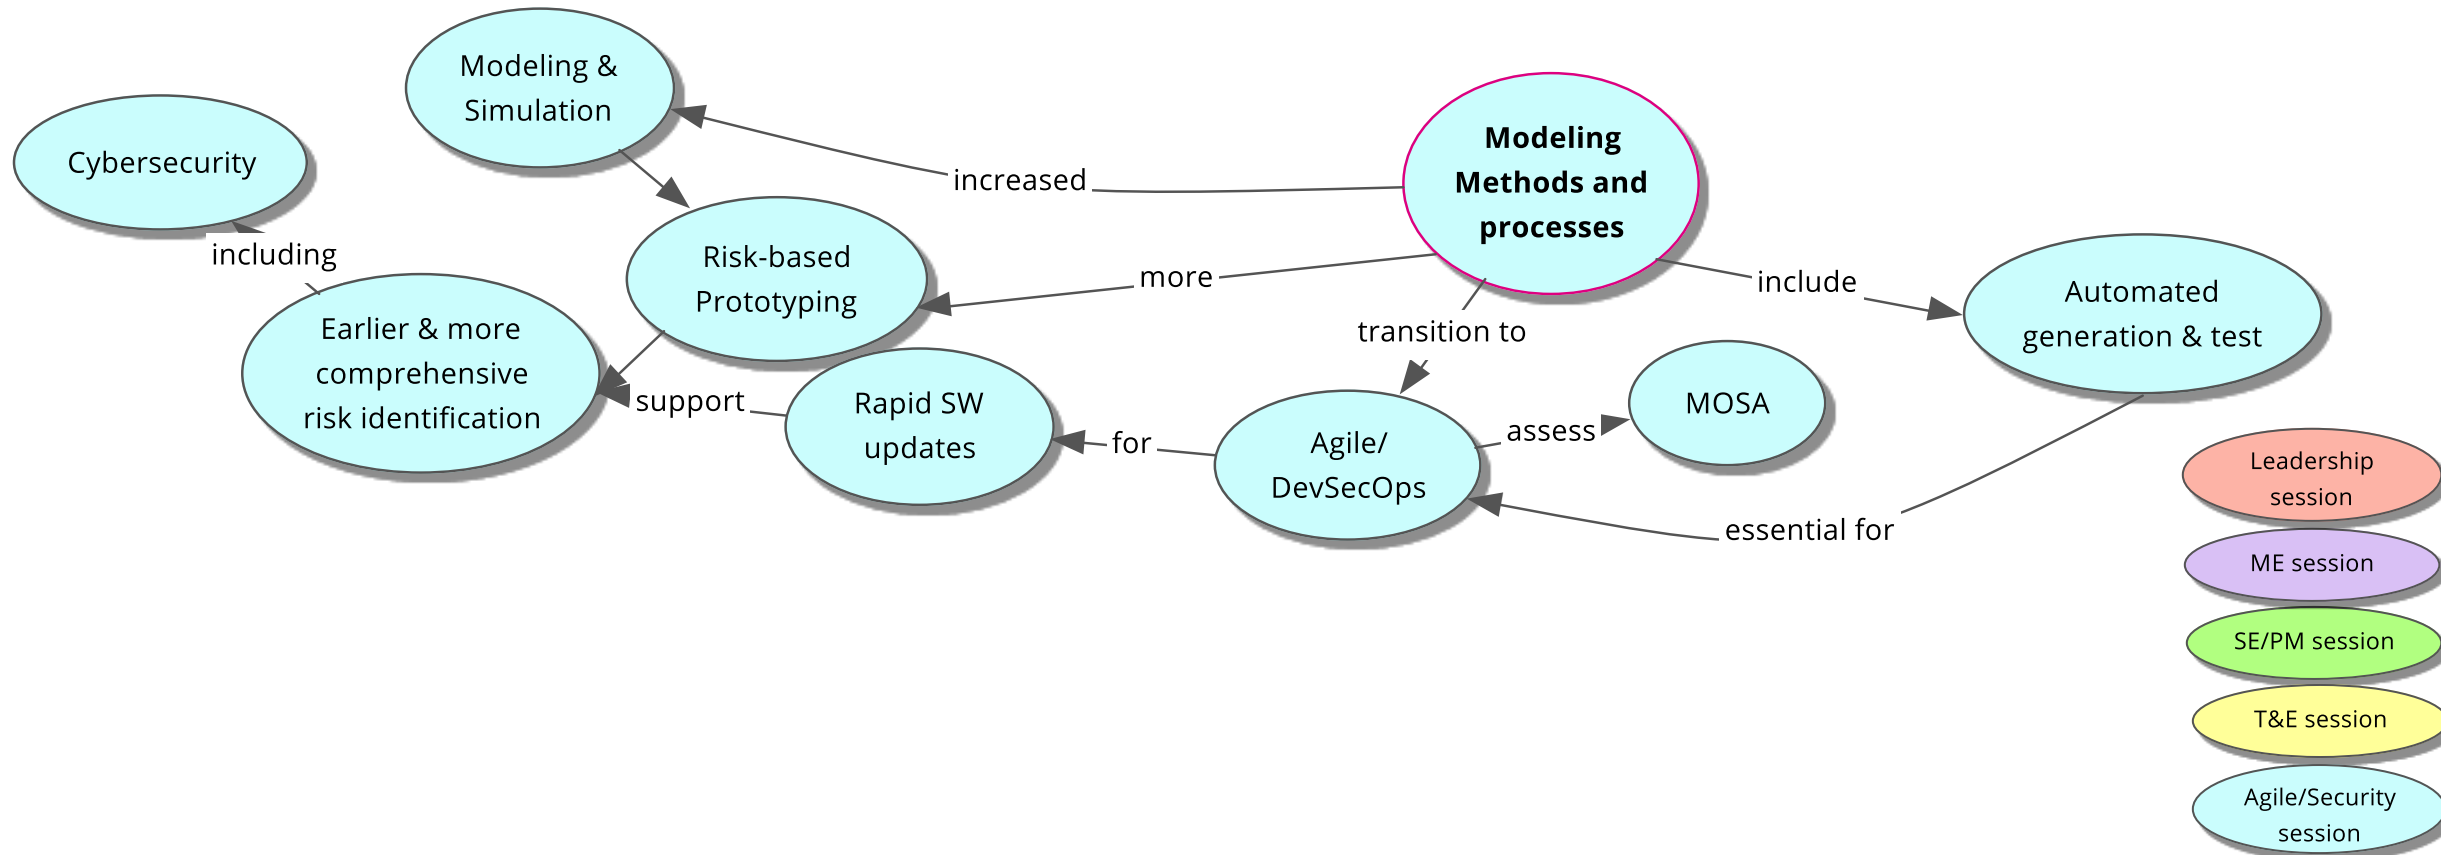 Modeling &
Simulation
Cybersecurity
Modeling
Methods and
processes
increased
including
Risk-based
Prototyping
more
include
Automated
generation & test
Earlier & more
comprehensive
risk identification
transition to
support
Rapid SW
updates
for
Agile/
DevSecOps
assess
MOSA
essential for
Leadership
session
ME session
SE/PM session
T&E session
Agile/Security
session